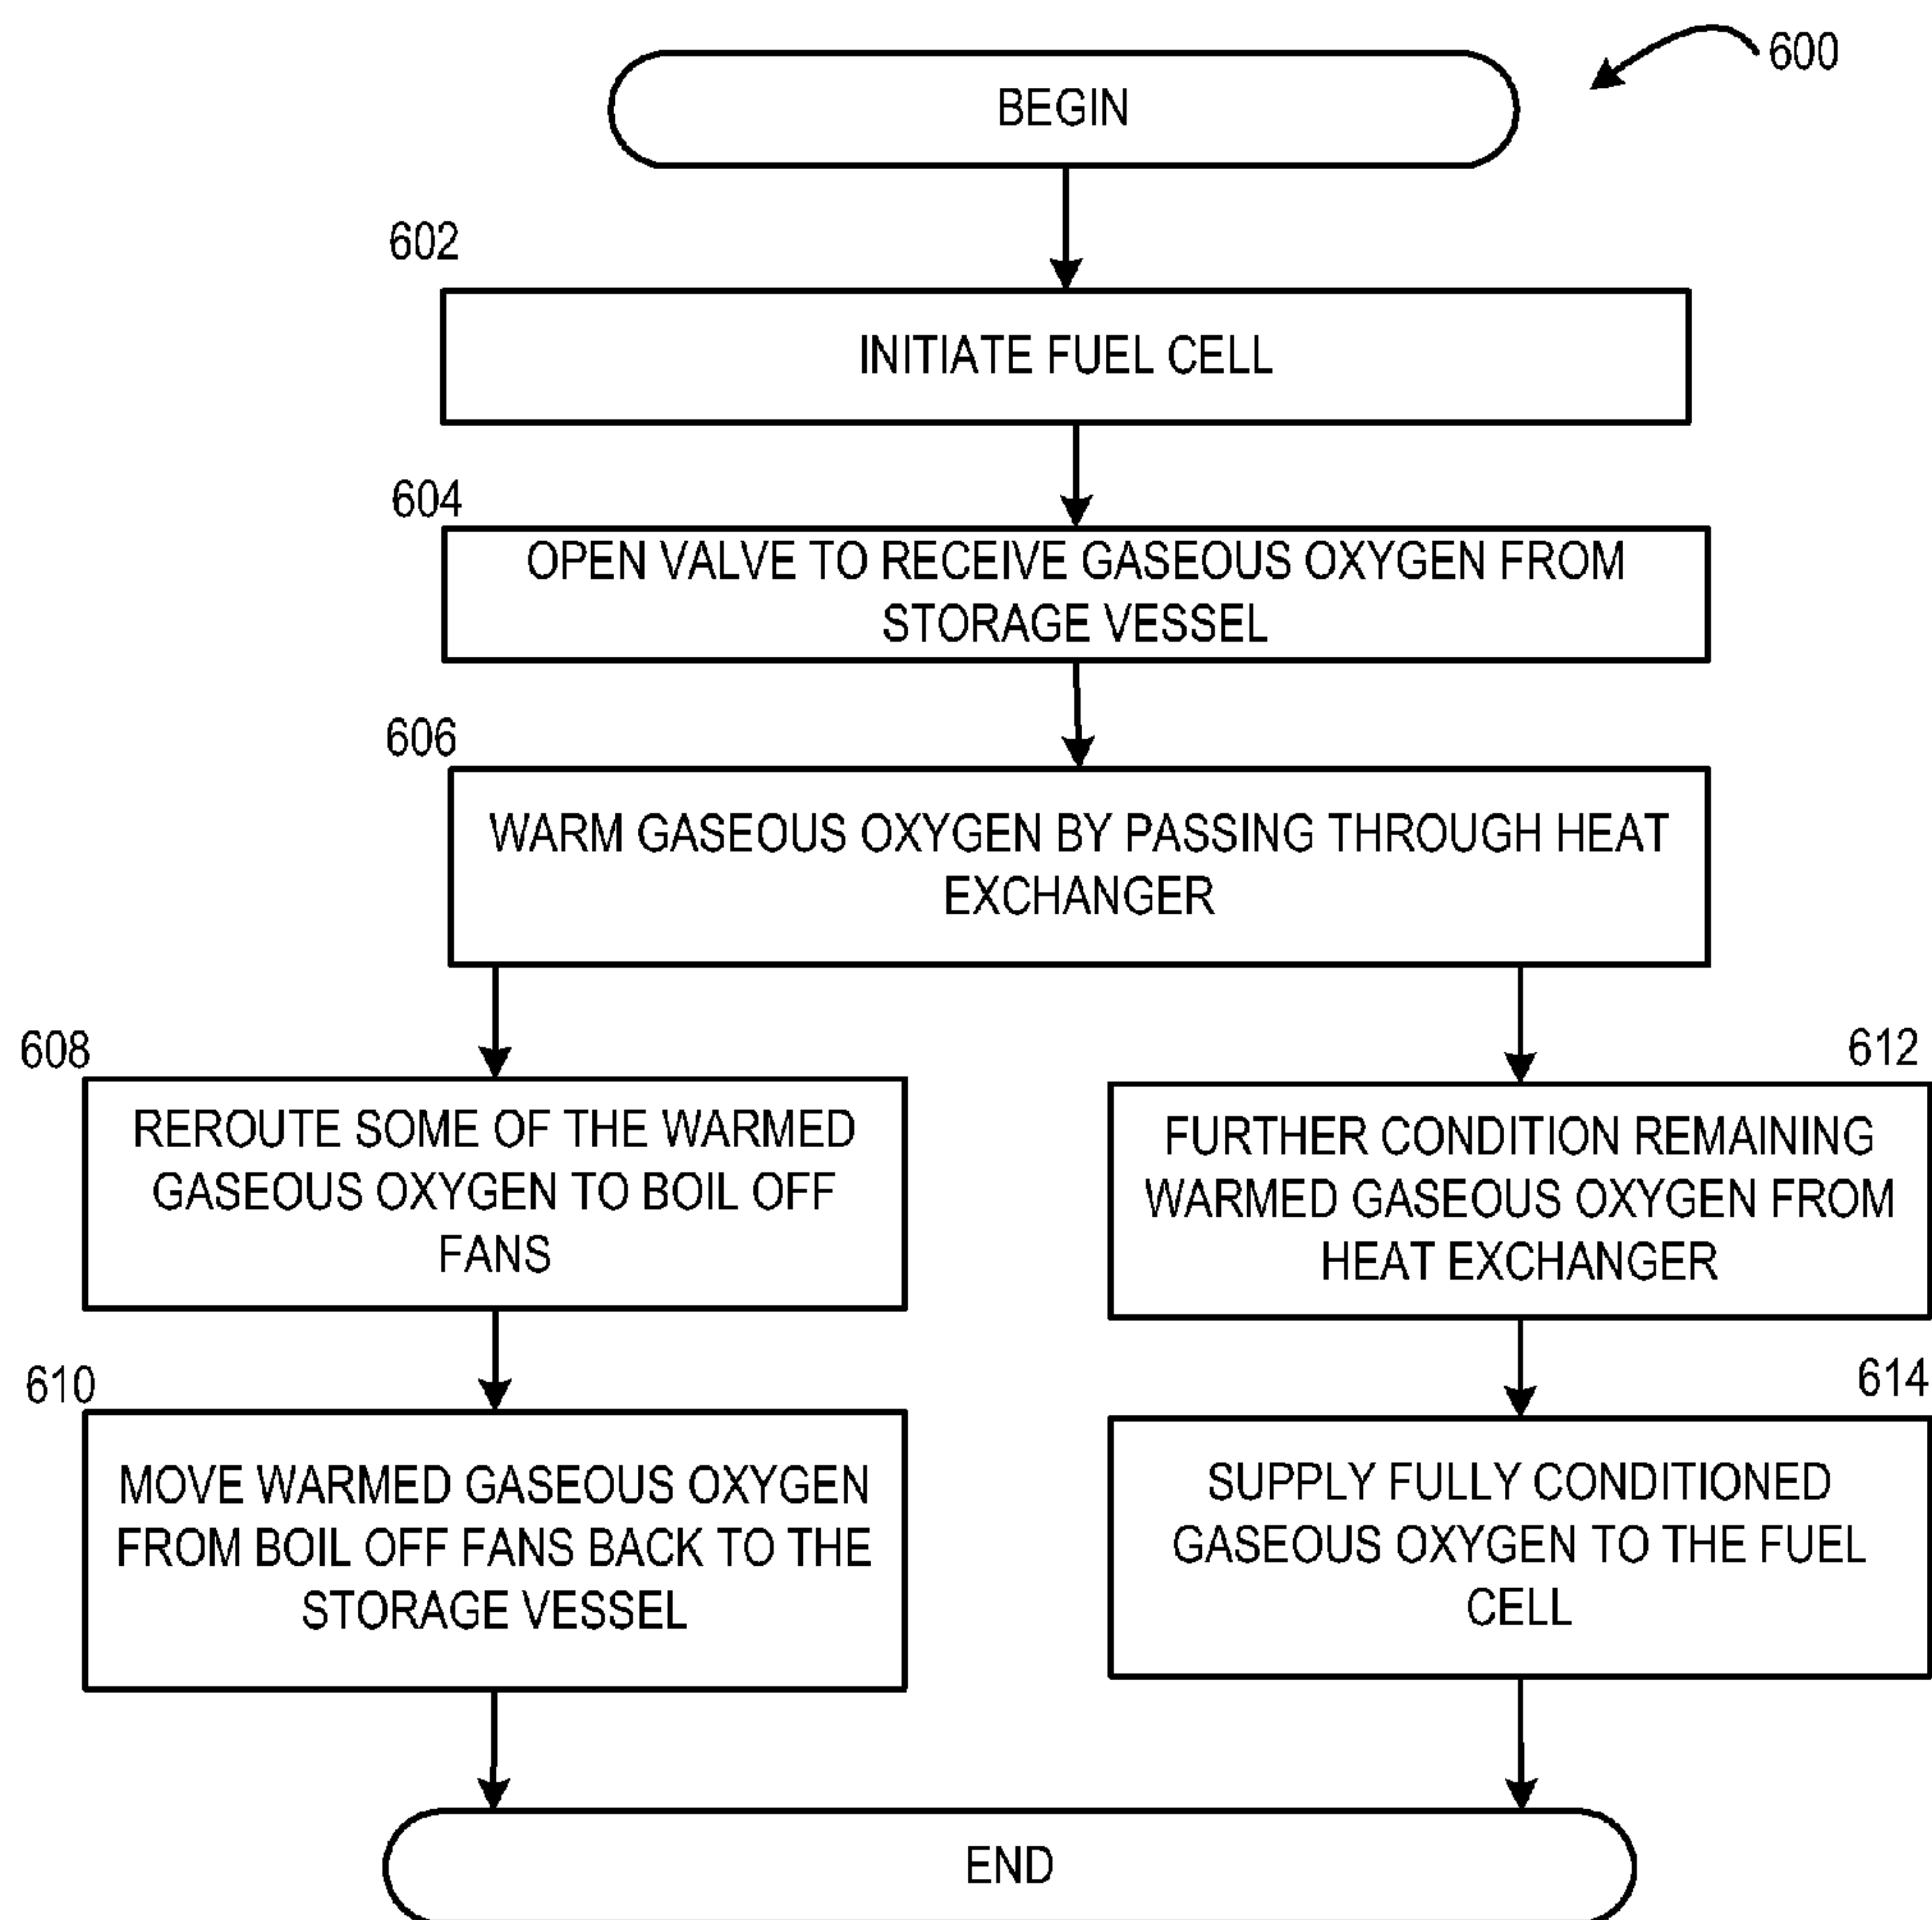 600
BEGIN
602
INITIATE FUEL CELL
604
OPEN VALVE TO RECEIVE GASEOUS OXYGEN FROM
STORAGE VESSEL
606
WARM GASEOUS OXYGEN BY PASSING THROUGH HEAT
EXCHANGER
608
REROUTE SOME OF THE WARMED
GASEOUS OXYGEN TO BOIL OFF
FANS
610
MOVE WARMED GASEOUS OXYGEN
FROM BOIL OFF FANS BACK TO THE
STORAGE VESSEL
612
FURTHER CONDITION REMAINING
WARMED GASEOUS OXYGEN FROM
HEAT EXCHANGER
614
SUPPLY FULLY CONDITIONED
GASEOUS OXYGEN TO THE FUEL
CELL
END